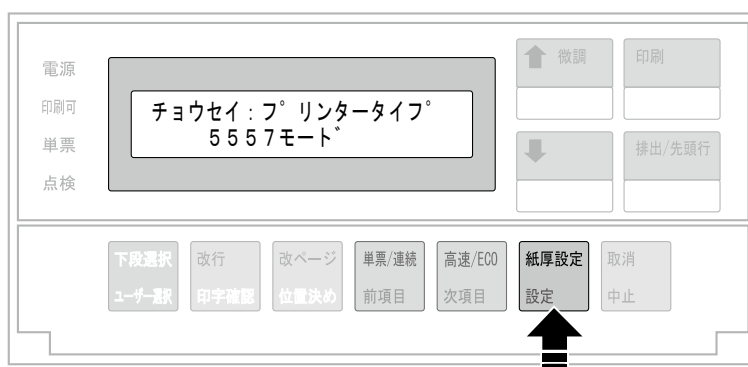 電源
印刷可
単票
点検
チョウセイ:プリンタータイプ
5557モード
微調
印刷
排出/先頭行
下段選択
ユーザー選択
改行
印字確認
改ページ
位置決め
単票/連続
前項目
高速/ECO
次項目
紙厚設定
設定
取消
中止